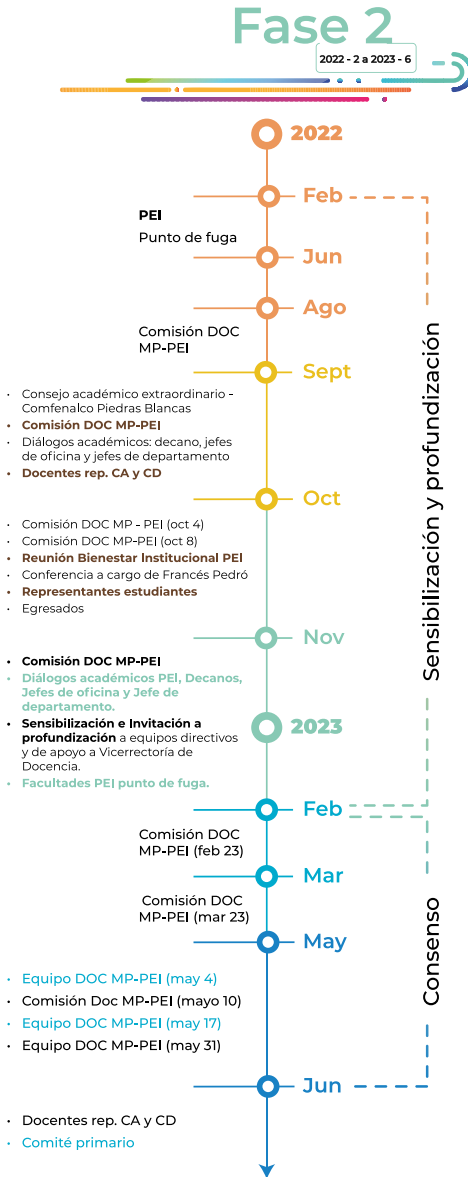 Fase 2
2022 - 2 a 2023 - 6
2022
Feb
PEI
Punto de fuga
Jun
Ago
Comisión DOC
MP-PEI
Sept
• Consejo académico extraordinario -
Comfenalco Piedras Blancas
• Comisión DOC MP-PEI
• Diálogos académicos: decano, jefes
de oficina y jefes de departamento
• Docentes rep. CA y CD
Oct
• Comisión DOC MP - PEI (oct 4)
• Comisión DOC MP-PEI (oct 8)
• Reunión Bienestar Institucional PEI
• Conferencia a cargo de Francés Pedró
• Representantes estudiantes
• Egresados
Nov
• Comisión DOC MP-PEI
• Diálogos académicos PEI, Decanos,
Jefes de oficina y Jefe de
departamento.
• Sensibilización e Invitación a
profundización a equipos directivos
y de apoyo a Vicerrectoría de
Docencia.
• Facultades PEI punto de fuga.
2023
Feb
Sensibilización y profundización
Comisión DOC
MP-PEI (feb 23)
Mar
Comisión DOC
MP-PEI (mar 23)
May
• Equipo DOC MP-PEI (may 4)
• Comisión Doc MP-PEI (mayo 10)
• Equipo DOC MP-PEI (may 17)
• Equipo DOC MP-PEI (may 31)
Jun
Consenso
• Docentes rep. CA y CD
• Comité primario